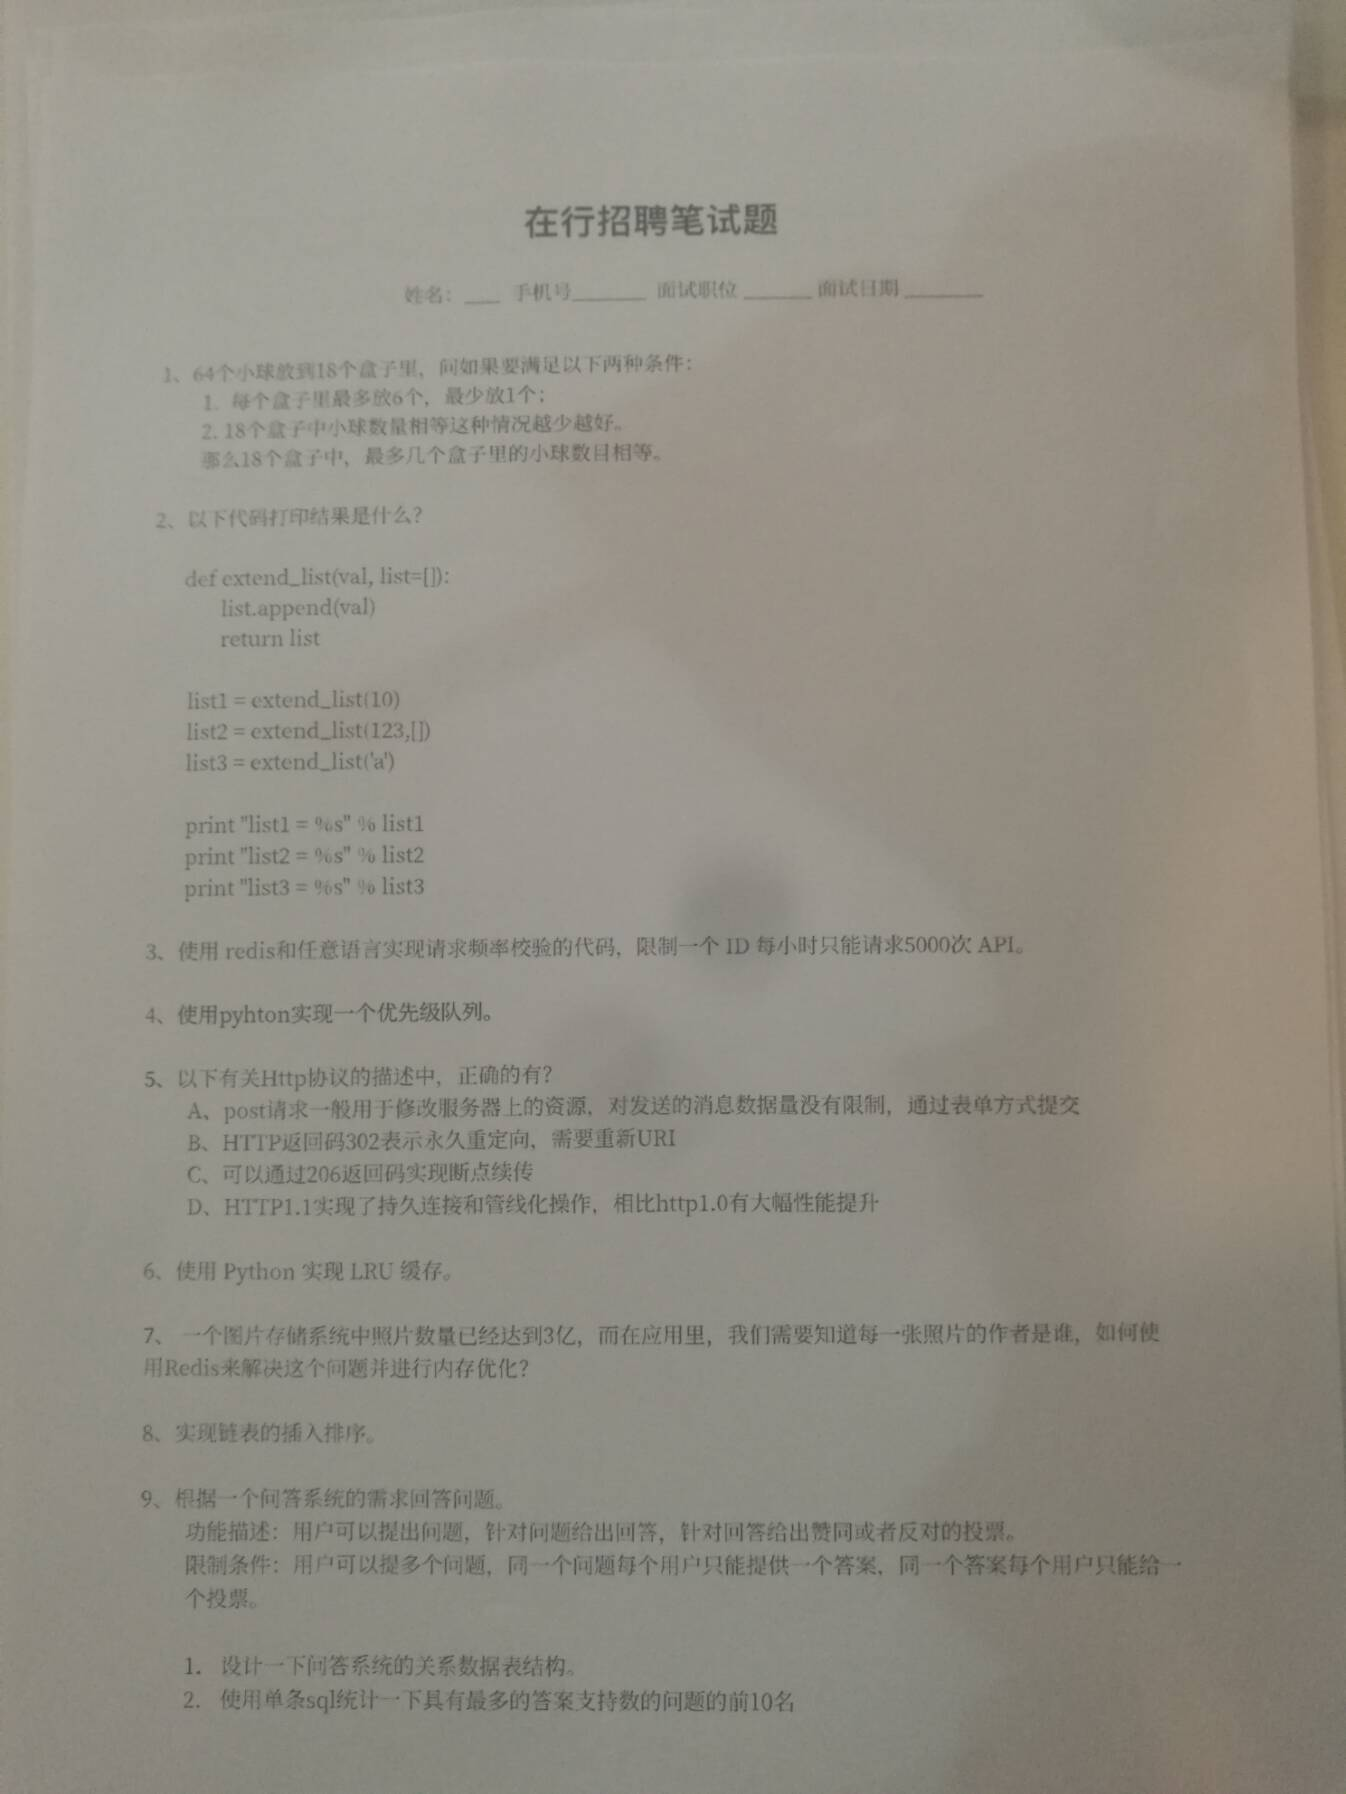 在行招聘笔试题
姓名：___ 手机号_______ 面试职位_______面试日期________
1、64个小球放到18个盒子里，问如果要满足以下两种条件：
1. 每个盒子里最多放6个，最少放1个；
2. 18个盒子中小球数量相等这种情况越少越好。
那么18个盒子中，最多几个盒子里的小球数目相等。
2、以下代码打印结果是什么？
def extend_list(val, list=[]):
list.append(val)
return list
list1 = extend_list(10)
list2 = extend_list(123,[])
list3 = extend_list('a')
print "list1 = %s" % list1
print "list2 = %s" % list2
print "list3 = %s" % list3
3、使用 redis和任意语言实现请求频率校验的代码，限制一个 ID 每小时只能请求5000次 API。
4、使用pyhton实现一个优先级队列。
5、以下有关Http协议的描述中，正确的有？
A、post请求一般用于修改服务器上的资源，对发送的消息数据量没有限制，通过表单方式提交
B、HTTP返回码302表示永久重定向，需要重新URI
C、可以通过206返回码实现断点续传
D、HTTP1.1实现了持久连接和管线化操作，相比http1.0有大幅性能提升
6、使用 Python 实现 LRU 缓存。
7、 一个图片存储系统中照片数量已经达到3亿，而在应用里，我们需要知道每一张照片的作者是谁，如何使
用Redis来解决这个问题并进行内存优化？
8、实现链表的插入排序。
9、根据一个问答系统的需求回答问题。
功能描述：用户可以提出问题，针对问题给出回答，针对回答给出赞同或者反对的投票。
限制条件：用户可以提多个问题，同一个问题每个用户只能提供一个答案，同一个答案每个用户只能给一
个投票。
1. 设计一下问答系统的关系数据表结构。
2. 使用单条sql统计一下具有最多的答案支持数的问题的前10名